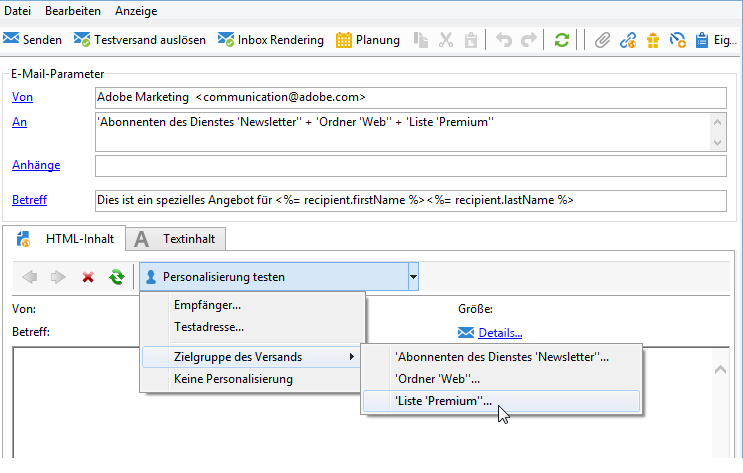 Datei Bearbeiten Anzeige
Senden Testversand auslösen Inbox Rendering Planung Eig...
E-Mail-Parameter
Von Adobe Marketing <communication@adobe.com>
An 'Abonnenten des Dienstes 'Newsletter'' + 'Ordner 'Web'' + 'Liste 'Premium''
Anhänge
Betreff Dies ist ein spezielles Angebot für <%= recipient.firstName %><%= recipient.lastName %>
HTML-Inhalt Textinhalt
Personalisierung testen
Von: Größe:
Betreff: Details...
Empfänger...
Testadresse...
Zielgruppe des Versands
Keine Personalisierung
'Abonnenten des Dienstes 'Newsletter''...
'Ordner 'Web''...
'Liste 'Premium''...